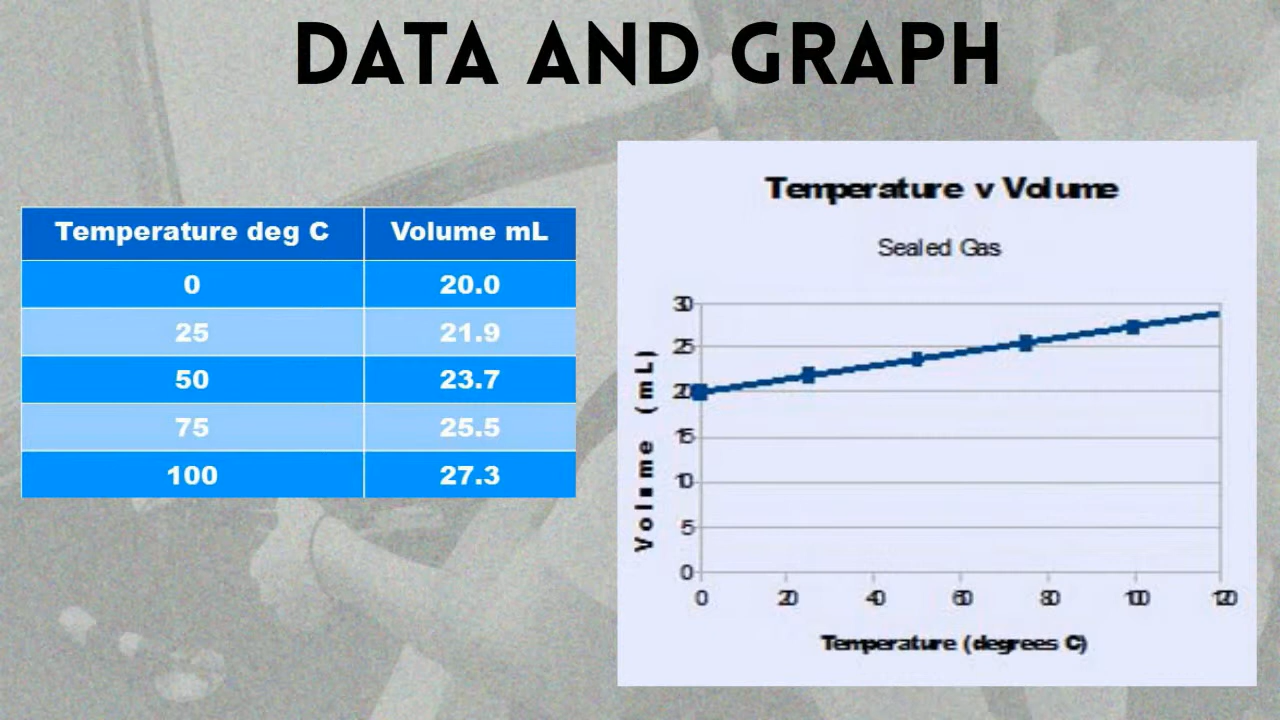 DATA AND GRAPH
Temperature deg C Volume mL
0 20.0
25 21.9
50 23.7
75 25.5
100 27.3
Temperature v Volume
Sealed Gas
30
25
20
15
10
5
0
Volume (mL)
0 20 40 60 80 100 120
Temperature (degrees C)